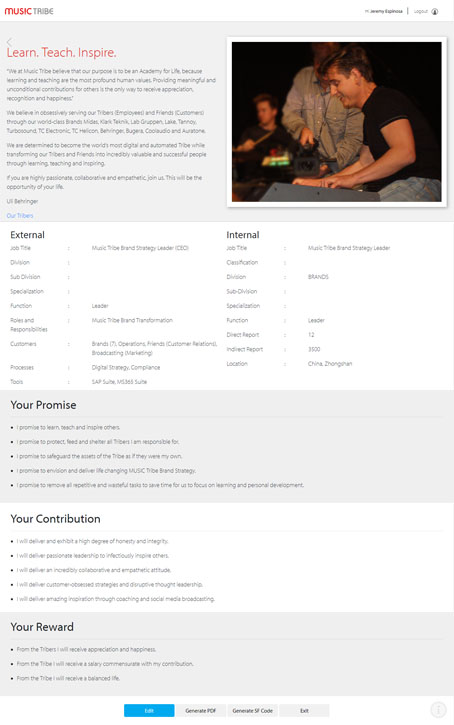 MUSIC TRIBE
Hi Jeremy Espinosa
Logout
Learn. Teach. Inspire.
"We at Music Tribe believe that our purpose is to be an Academy for Life, because
learning and teaching are the most profound human values. Providing meaningful and
unconditional contributions for others is the only way to receive appreciation,
recognition and happiness."
We believe in obsessively serving our Tribers (Employees) and Friends (Customers)
through our world-class Brands Midas, Klark Teknik, Lab Gruppen, Lake, Tannoy,
Turbosound, TC Electronic, TC Helicon, Behringer, Bugera, Coolaudio and Auratone.
We are determined to become the world's most digital and automated Tribe while
transforming our Tribers and Friends into incredibly valuable and successful people
through learning, teaching and inspiring.
If you are highly passionate, collaborative and empathetic, join us. This will be the
opportunity of your life.
Uli Behringer
Our Tribers
External
Job Title : Music Tribe Brand Strategy Leader (CEO)
Division :
Sub Division :
Specialization :
Function : Leader
Roles and : Music Tribe Brand Transformation
Responsibilities
Customers : Brands (7), Operations, Friends (Customer Relations),
Broadcasting (Marketing)
Processes : Digital Strategy, Compliance
Tools : SAP Suite, MS365 Suite
Internal
Job Title : Music Tribe Brand Strategy Leader
Classification :
Division : BRANDS
Sub-Division :
Specialization :
Function : Leader
Direct Report : 12
Indirect Report : 3500
Location : China, Zhongshan
Your Promise
• I promise to learn, teach and inspire others.
• I promise to protect, feed and shelter all Tribers I am responsible for.
• I promise to safeguard the assets of the Tribe as if they were my own.
• I promise to envision and deliver life changing MUSIC Tribe Brand Strategy.
• I promise to remove all repetitive and wasteful tasks to save time for us to focus on learning and personal development.
Your Contribution
• I will deliver and exhibit a high degree of honesty and integrity.
• I will deliver passionate leadership to infectiously inspire others.
• I will deliver an incredibly collaborative and empathetic attitude.
• I will deliver customer-obsessed strategies and disruptive thought leadership.
• I will deliver amazing inspiration through coaching and social media broadcasting.
Your Reward
• From the Tribers I will receive appreciation and happiness.
• From the Tribe I will receive a salary commensurate with my contribution.
• From the Tribe I will receive a balanced life.
Edit
Generate PDF
Generate SF Code
Exit